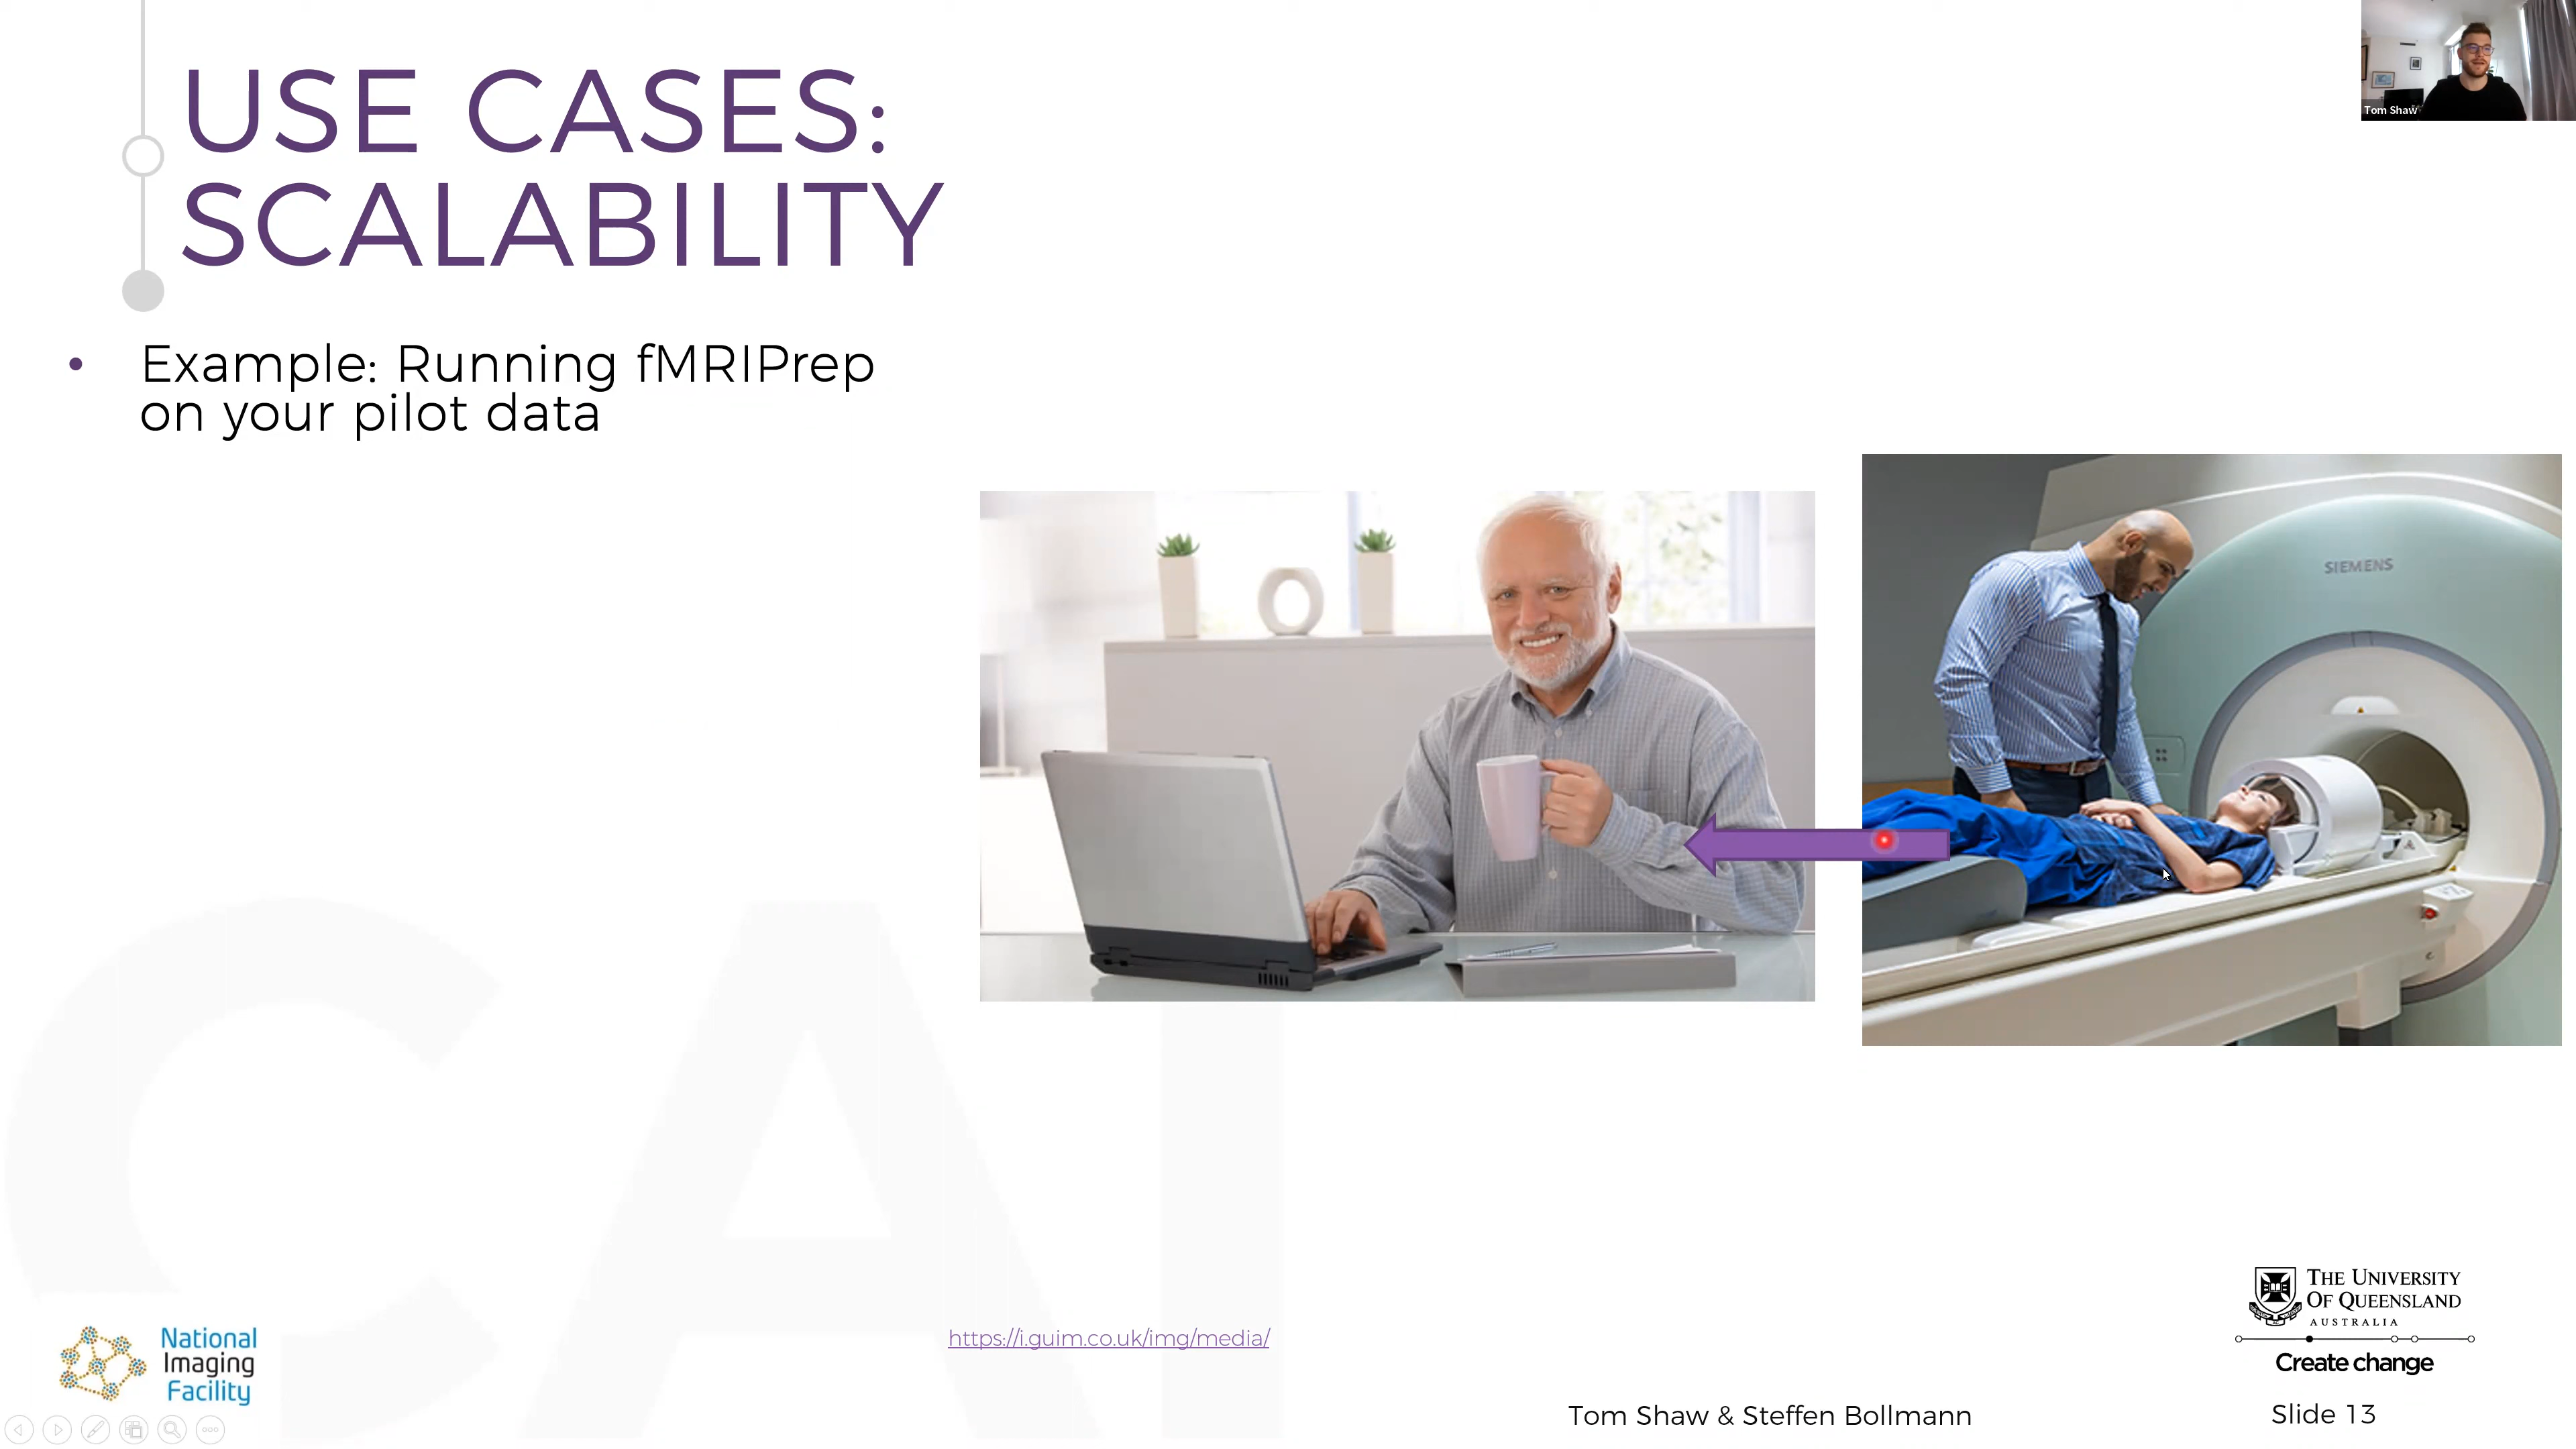 USE CASES:
SCALABILITY
Tom Shaw
• Example: Running fMRIPrep
on your pilot data
SIEMENS
CAI
https://i.guim.co.uk/img/media/
National
Imaging
Facility
THE UNIVERSITY
OF QUEENSLAND
AUSTRALIA
Create change
Tom Shaw & Steffen Bollmann
Slide 13